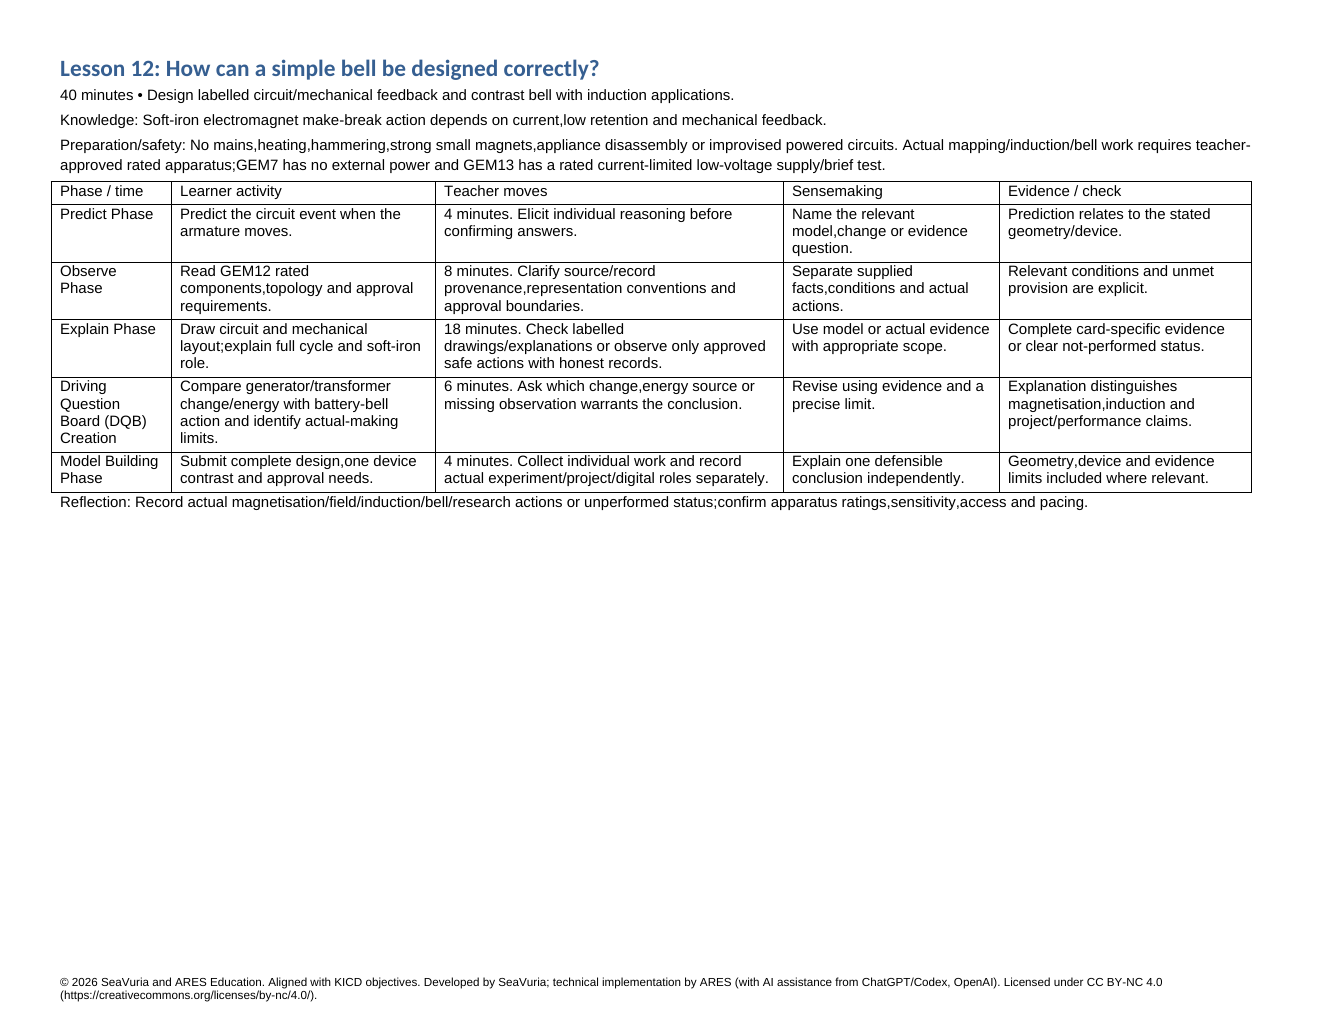 Lesson 12: How can a simple bell be designed correctly?
40 minutes • Design labelled circuit/mechanical feedback and contrast bell with induction applications.
Knowledge: Soft-iron electromagnet make-break action depends on current,low retention and mechanical feedback.
Preparation/safety: No mains,heating,hammering,strong small magnets,appliance disassembly or improvised powered circuits. Actual mapping/induction/bell work requires teacher-
approved rated apparatus;GEM7 has no external power and GEM13 has a rated current-limited low-voltage supply/brief test.
Phase / time
Learner activity
Teacher moves
Sensemaking
Evidence / check
Predict Phase
Predict the circuit event when the
armature moves.
4 minutes. Elicit individual reasoning before
confirming answers.
Name the relevant
model,change or evidence
question.
Prediction relates to the stated
geometry/device.
Observe
Phase
Read GEM12 rated
components,topology and approval
requirements.
8 minutes. Clarify source/record
provenance,representation conventions and
approval boundaries.
Separate supplied
facts,conditions and actual
actions.
Relevant conditions and unmet
provision are explicit.
Explain Phase
Draw circuit and mechanical
layout;explain full cycle and soft-iron
role.
18 minutes. Check labelled
drawings/explanations or observe only approved
safe actions with honest records.
Use model or actual evidence
with appropriate scope.
Complete card-specific evidence
or clear not-performed status.
Driving
Question
Board (DQB)
Creation
Compare generator/transformer
change/energy with battery-bell
action and identify actual-making
limits.
6 minutes. Ask which change,energy source or
missing observation warrants the conclusion.
Revise using evidence and a
precise limit.
Explanation distinguishes
magnetisation,induction and
project/performance claims.
Model Building
Phase
Submit complete design,one device
contrast and approval needs.
4 minutes. Collect individual work and record
actual experiment/project/digital roles separately.
Explain one defensible
conclusion independently.
Geometry,device and evidence
limits included where relevant.
Reflection: Record actual magnetisation/field/induction/bell/research actions or unperformed status;confirm apparatus ratings,sensitivity,access and pacing.
© 2026 SeaVuria and ARES Education. Aligned with KICD objectives. Developed by SeaVuria; technical implementation by ARES (with AI assistance from ChatGPT/Codex, OpenAI). Licensed under CC BY-NC 4.0
(https://creativecommons.org/licenses/by-nc/4.0/).